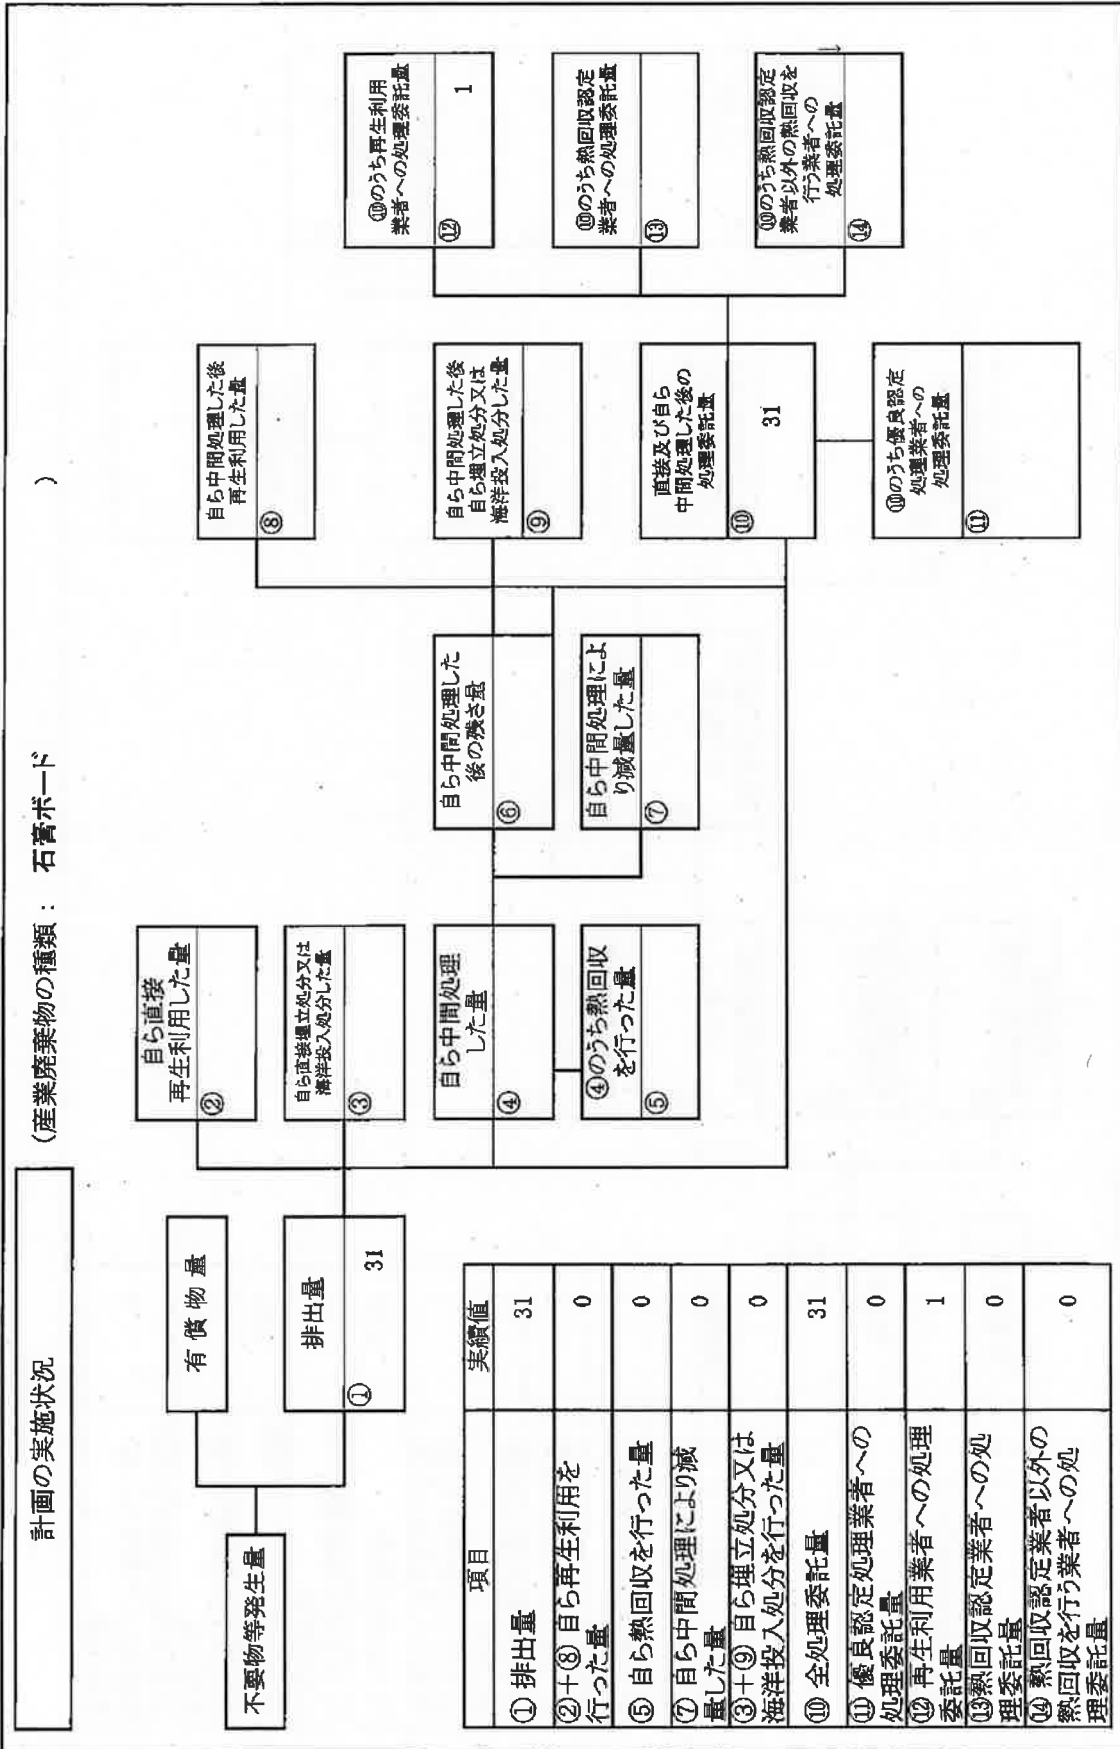 計画の実施状況
(産業廃棄物の種類： 石膏ボード )
不要物等発生量
有償物量
排出量
① 31
自ら直接
再生利用した量
②
自ら直接埋立処分又は
海洋投入処分した量
③
自ら中間処理
した量
④
④のうち熱回収
を行った量
⑤
自ら中間処理した
後の残さ量
⑥
自ら中間処理によ
り減量した量
⑦
自ら中間処理した後
再生利用した量
⑧
自ら中間処理した後
自ら埋立処分又は
海洋投入処分した量
⑨
直接及び自ら
中間処理した後の
処理委託量
⑩ 31
⑩のうち優良認定
処理業者への
処理委託量
⑪
⑩のうち再生利用
業者への処理委託量
⑫ 1
⑩のうち熱回収認定
業者への処理委託量
⑬
⑩のうち熱回収認定
業者以外の熱回収を
行う業者への
処理委託量
⑭
項目 実績値
① 排出量 31
②＋⑧ 自ら再生利用を
行った量 0
⑤ 自ら熱回収を行った量 0
⑦ 自ら中間処理により減
量した量 0
③＋⑨ 自ら埋立処分又は
海洋投入処分を行った量 0
⑩ 全処理委託量 31
⑪ 優良認定処理業者への
処理委託量 0
⑫ 再生利用業者への処理
委託量 1
⑬熱回収認定業者への処
理委託量 0
⑭ 熱回収認定業者以外の
熱回収を行う業者への処
理委託量 0